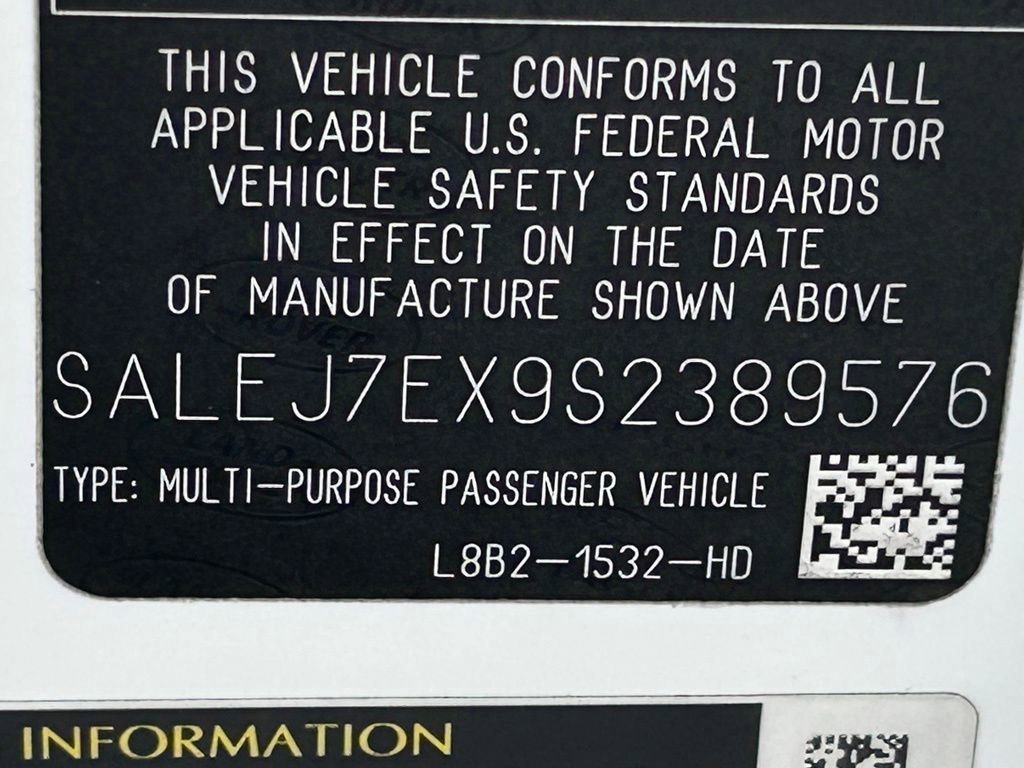 THIS VEHICLE CONFORMS TO ALL
APPLICABLE U.S. FEDERAL MOTOR
VEHICLE SAFETY STANDARDS
IN EFFECT ON THE DATE
OF MANUFACTURE SHOWN ABOVE
SALEJ7EX9S2389576
TYPE: MULTI-PURPOSE PASSENGER VEHICLE
L8B2-1532-HD
INFORMATION